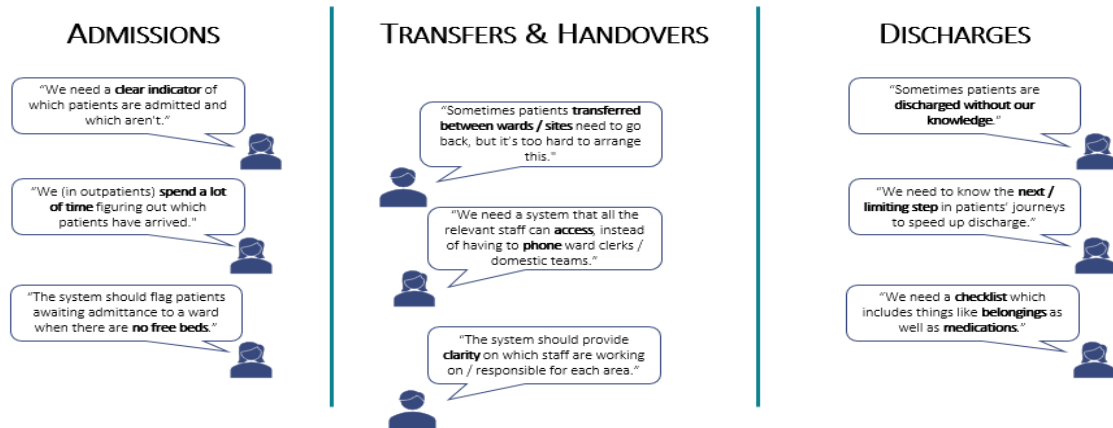 ADMISSIONS
“We need a clear indicator of
which patients are admitted and
which aren't.”
“We (in outpatients) spend a lot
of time figuring out which
patients have arrived."
“The system should flag patients
awaiting admittance to a ward
when there are no free beds.”
TRANSFERS & HANDOVERS
“Sometimes patients transferred
between wards / sites need to go
back, but it’s too hard to arrange
this."
“We need a system that all the
relevant staff can access, instead
of having to phone ward clerks /
domestic teams.”
“The system should provide
clarity on which staff are working
on / responsible for each area.”
DISCHARGES
“Sometimes patients are
discharged without our
knowledge.”
“We need to know the next /
limiting step in patients’ journeys
to speed up discharge.”
“We need a checklist which
includes things like belongings as
well as medications.”